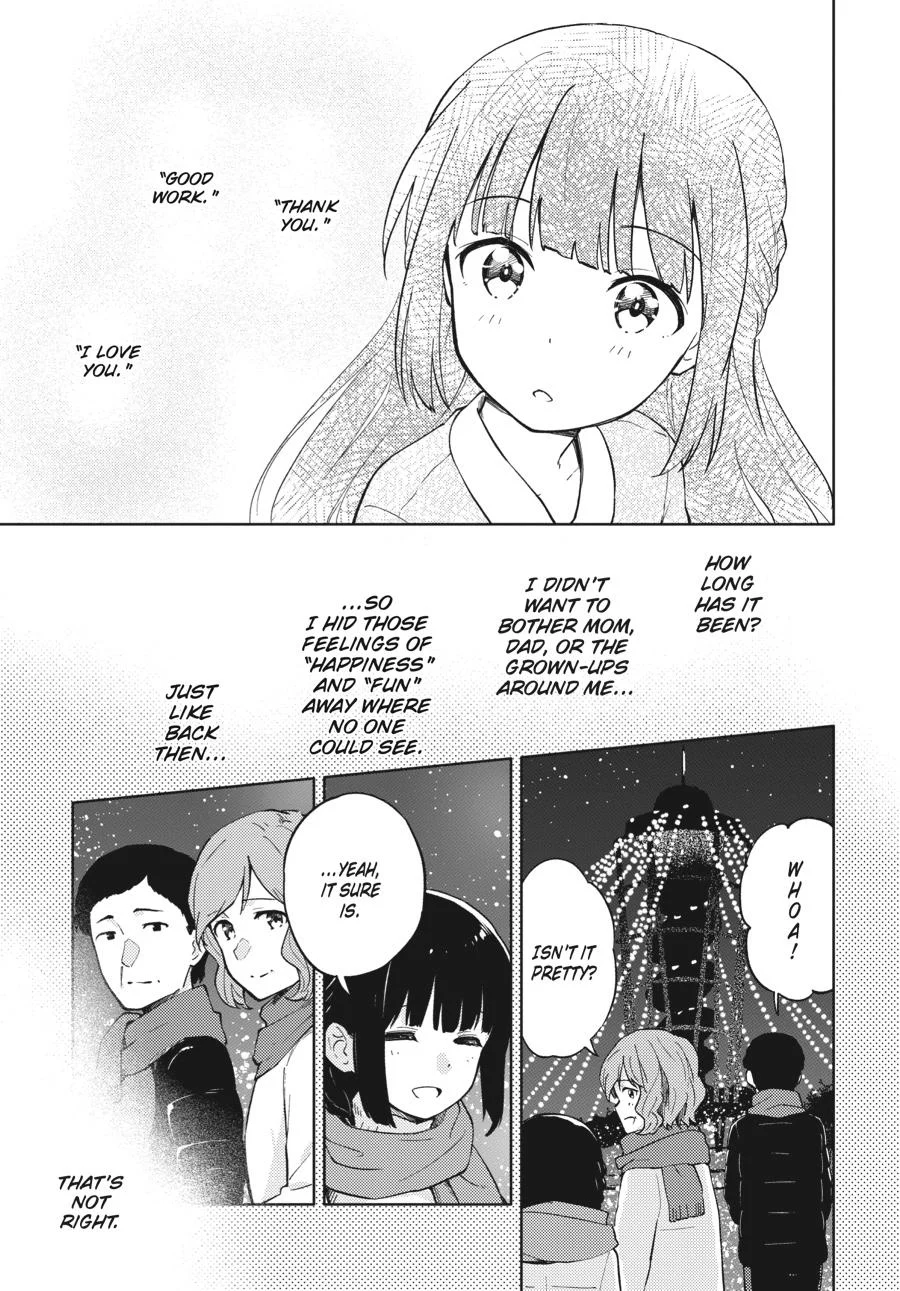 "THANK
YOU."
"GOOD
WORK."
"I LOVE
YOU."
HOW
LONG
HAS IT
BEEN?
I DIDN'T
WANT TO
BOTHER MOM,
DAD, OR THE
GROWN-UPS
AROUND ME...
...SO
I HID THOSE
FEELINGS OF
"HAPPINESS"
AND "FUN"
AWAY WHERE
NO ONE
COULD SEE.
JUST
LIKE
BACK
THEN...
WHOA!
ISN'T IT
PRETTY?
...YEAH,
IT SURE
IS.
THAT'S
NOT
RIGHT.